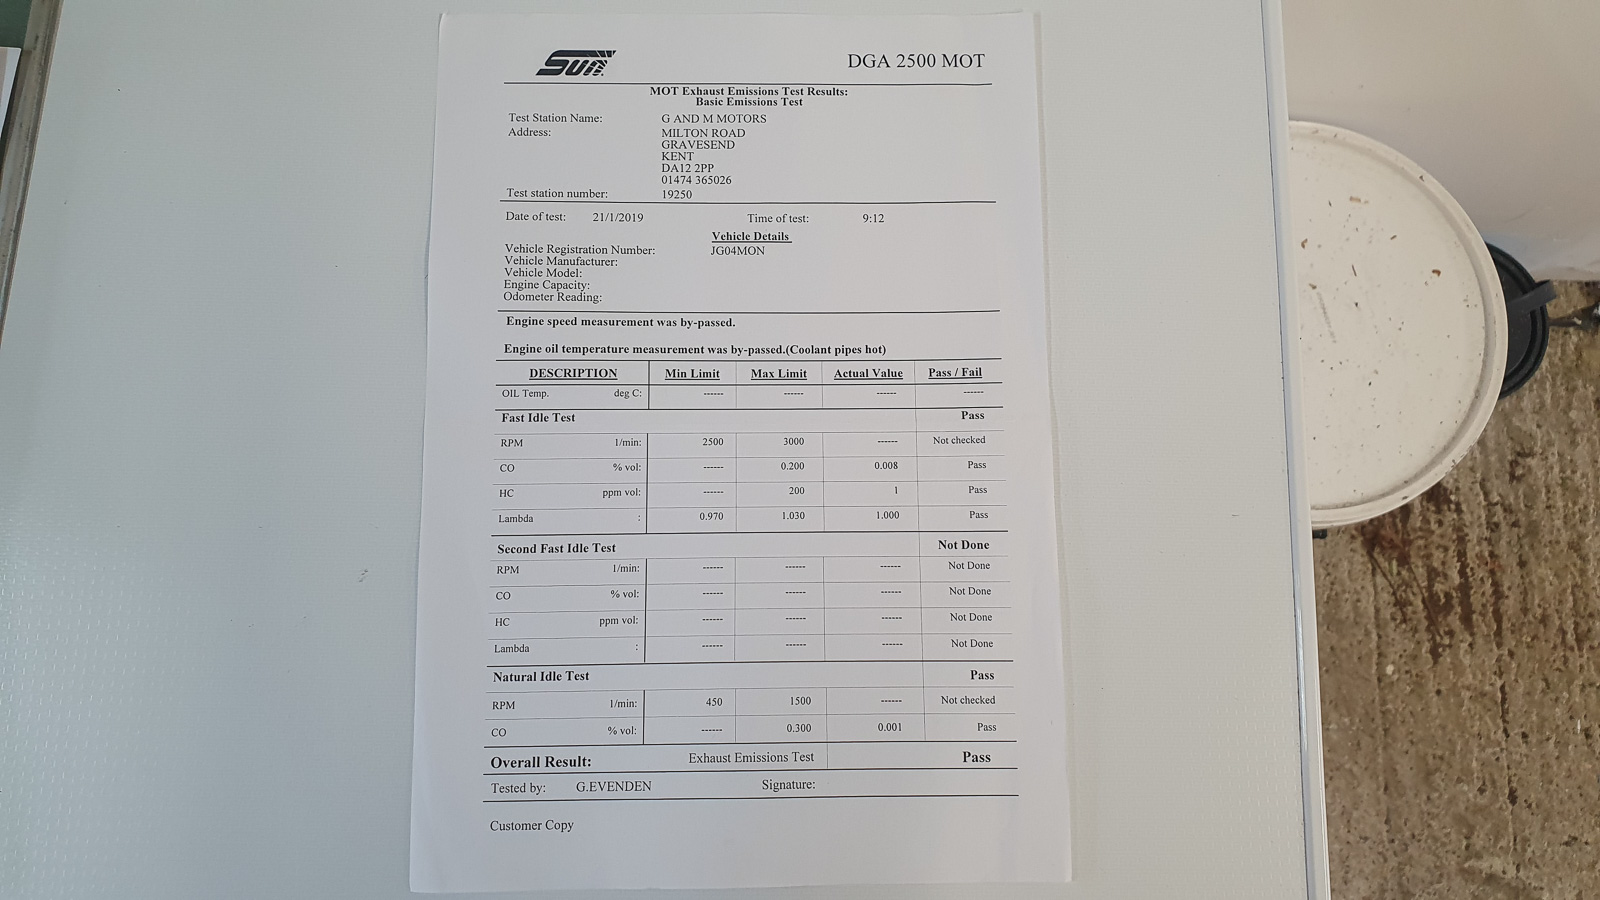 Sun
DGA 2500 MOT
MOT Exhaust Emissions Test Results:
Basic Emissions Test
Test Station Name: G AND M MOTORS
Address: MILTON ROAD
GRAVESEND
KENT
DA12 2PP
01474 365026
Test station number: 19250
Date of test: 21/1/2019 Time of test: 9:12
Vehicle Details
Vehicle Registration Number: JG04MON
Vehicle Manufacturer:
Vehicle Model:
Engine Capacity:
Odometer Reading:
Engine speed measurement was by-passed.
Engine oil temperature measurement was by-passed.(Coolant pipes hot)
DESCRIPTION Min Limit Max Limit Actual Value Pass / Fail
OIL Temp. deg C: ------ ------ ------ ------
Fast Idle Test Pass
RPM 1/min: 2500 3000 ------ Not checked
CO % vol: ------ 0.200 0.008 Pass
HC ppm vol: ------ 200 1 Pass
Lambda : 0.970 1.030 1.000 Pass
Second Fast Idle Test Not Done
RPM 1/min: ------ ------ ------ Not Done
CO % vol: ------ ------ ------ Not Done
HC ppm vol: ------ ------ ------ Not Done
Lambda : ------ ------ ------ Not Done
Natural Idle Test Pass
RPM 1/min: 450 1500 ------ Not checked
CO % vol: ------ 0.300 0.001 Pass
Overall Result: Exhaust Emissions Test Pass
Tested by: G.EVENDEN Signature:
Customer Copy